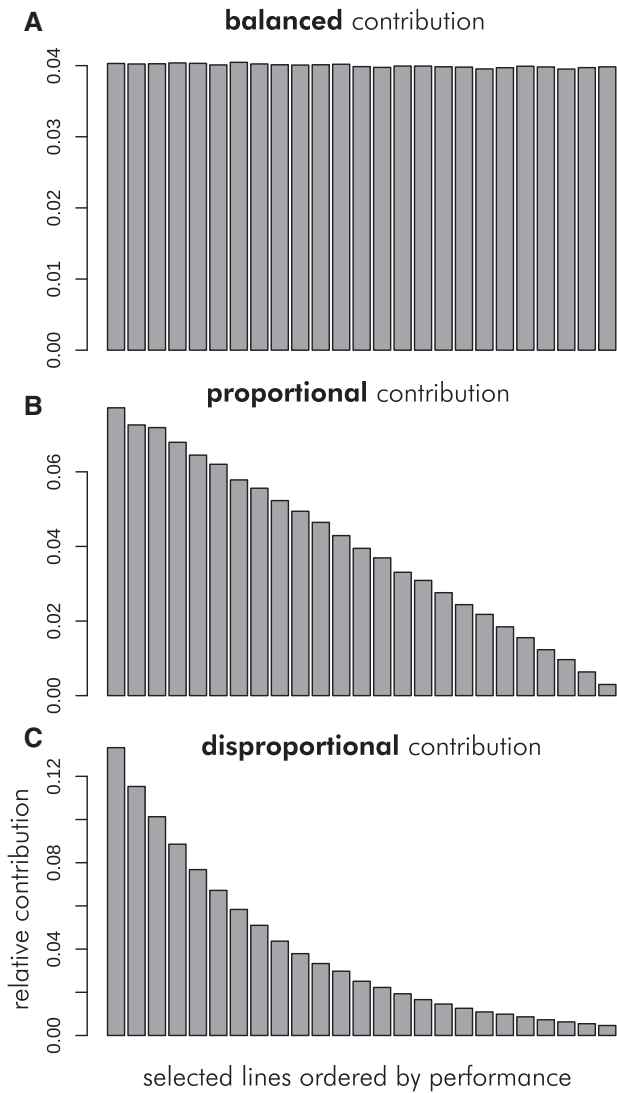 A
balanced contribution
0.04
0.03
0.02
0.01
0.00
B
proportional contribution
0.06
0.04
0.02
0.00
C
disproportional contribution
0.12
0.08
0.04
0.00
relative contribution
selected lines ordered by performance